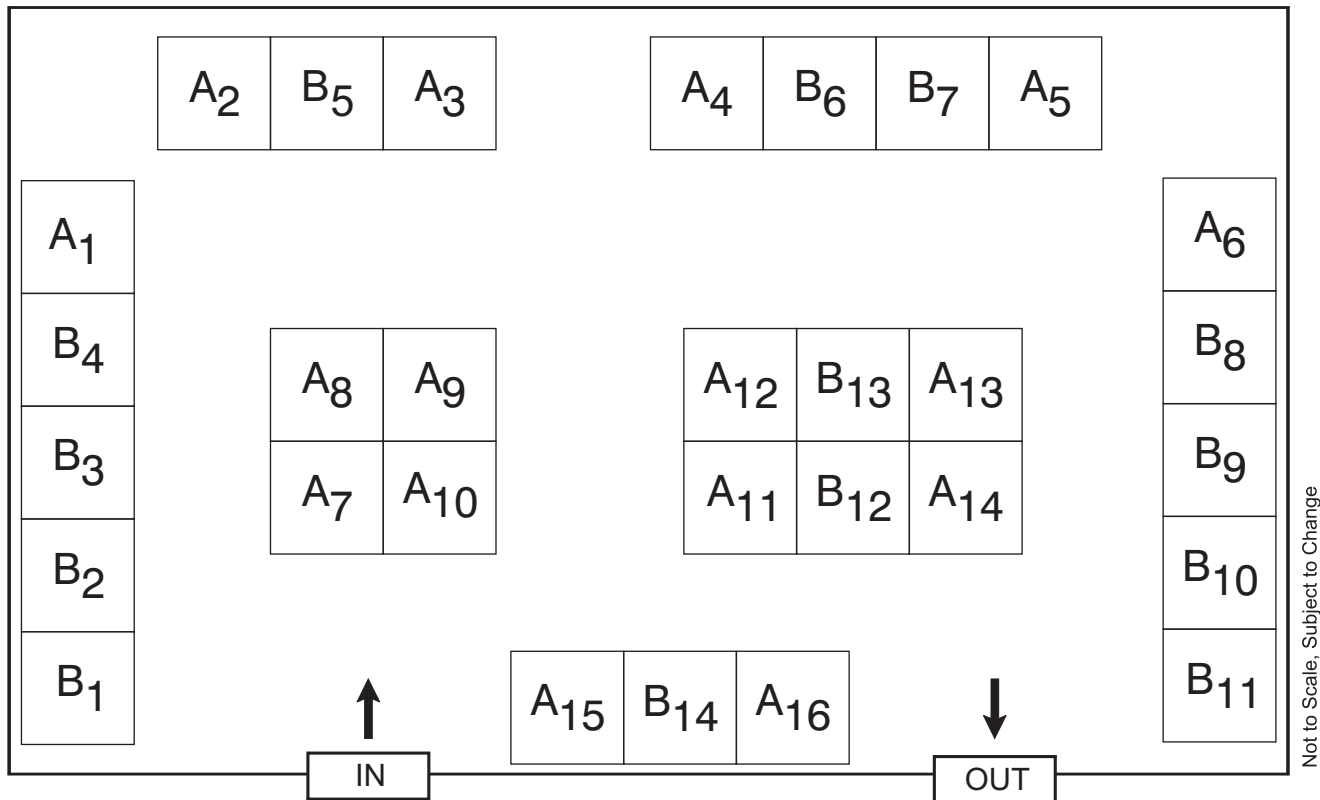 A2 B5 A3
A4 B6 B7 A5
A1
B4
B3
B2
B1
A8 A9
A7 A10
A12 B13 A13
A11 B12 A14
A6
B8
B9
B10
B11
A15 B14 A16
IN
OUT
Not to Scale, Subject to Change